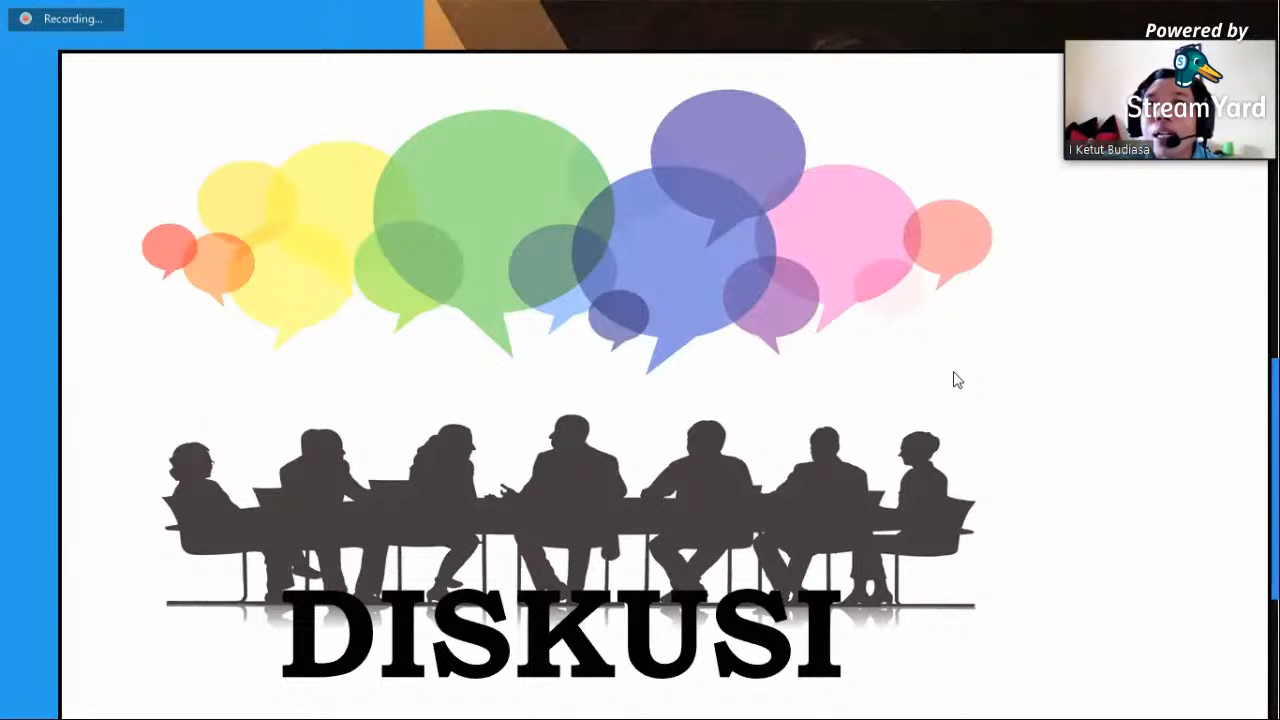 Recording...
Powered by
S
StreamYard
I Ketut Budiasa
DISKUSI